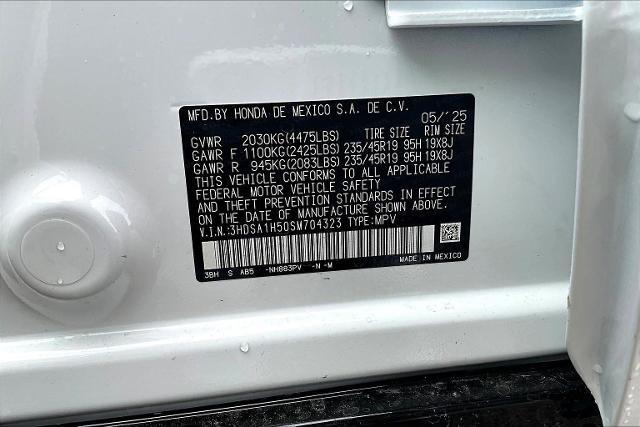 MFD.BY HONDA DE MEXICO S.A. DE C.V.
05/'25
GVWR 2030KG(4475LBS) TIRE SIZE RIM SIZE
GAWR F 1100KG(2425LBS) 235/45R19 95H 19X8J
GAWR R 945KG(2083LBS) 235/45R19 95H 19X8J
THIS VEHICLE CONFORMS TO ALL APPLICABLE
FEDERAL MOTOR VEHICLE SAFETY
AND THEFT PREVENTION STANDARDS IN EFFECT
ON THE DATE OF MANUFACTURE SHOWN ABOVE.
V.I.N.:3HDSA1H50SM704323 TYPE:MPV
3BH S AB5 -NH883PV -N -M
MADE IN MEXICO